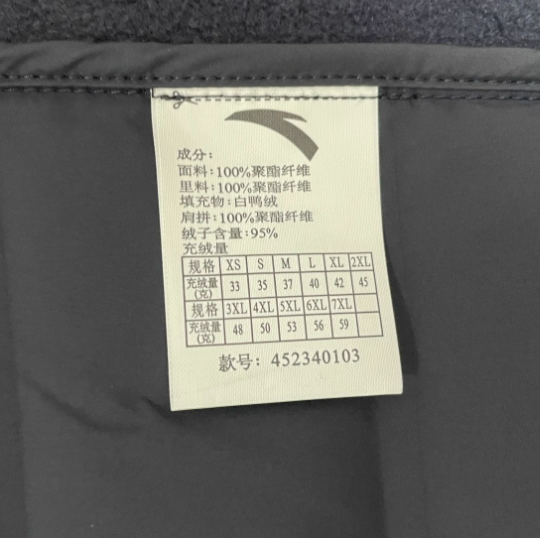 成分:
面料:100%聚酯纤维
里料:100%聚酯纤维
填充物:白鸭绒
肩拼:100%聚酯纤维
绒子含量:95%
充绒量
规格 XS S M L XL 2XL
充绒量(克) 33 35 37 40 42 45
规格 3XL 4XL 5XL 6XL 7XL
充绒量(克) 48 50 53 56 59
款号: 452340103